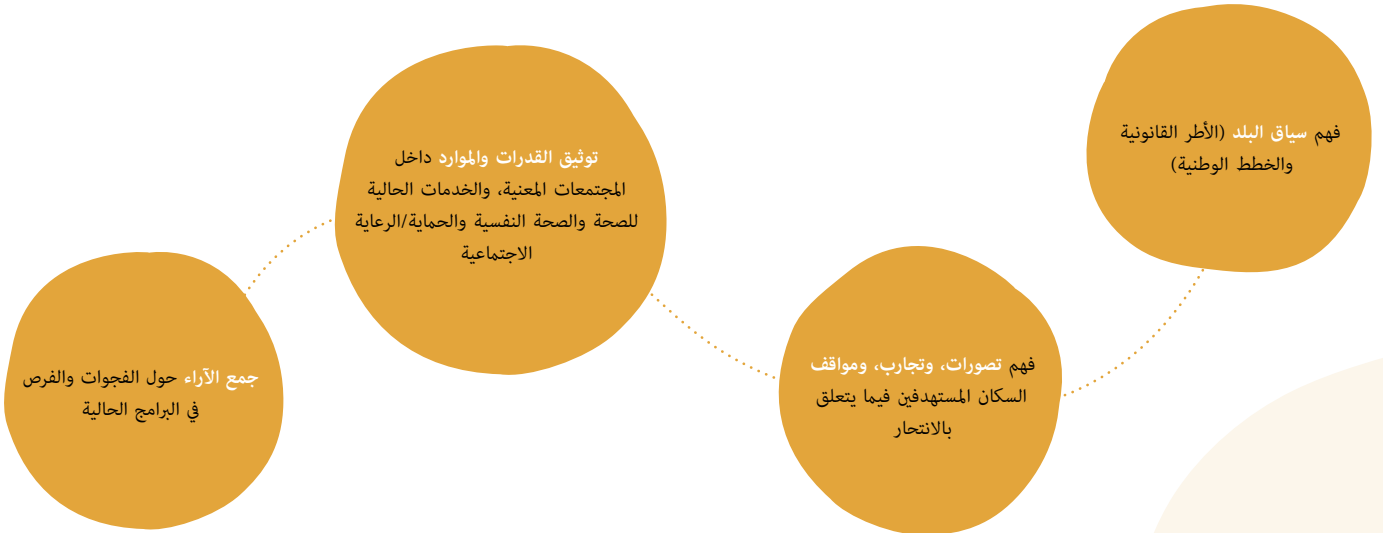 فهم سياق البلد (الأطر القانونية
والخطط الوطنية)
فهم تصورات، وتجارب، ومواقف
السكان المستهدفين فيما يتعلق
بالانتحار
توثيق القدرات والموارد داخل
المجتمعات المعنية، والخدمات الحالية
للصحة والصحة النفسية والحماية/الرعاية
الاجتماعية
جمع الآراء حول الفجوات والفرص
في البرامج الحالية